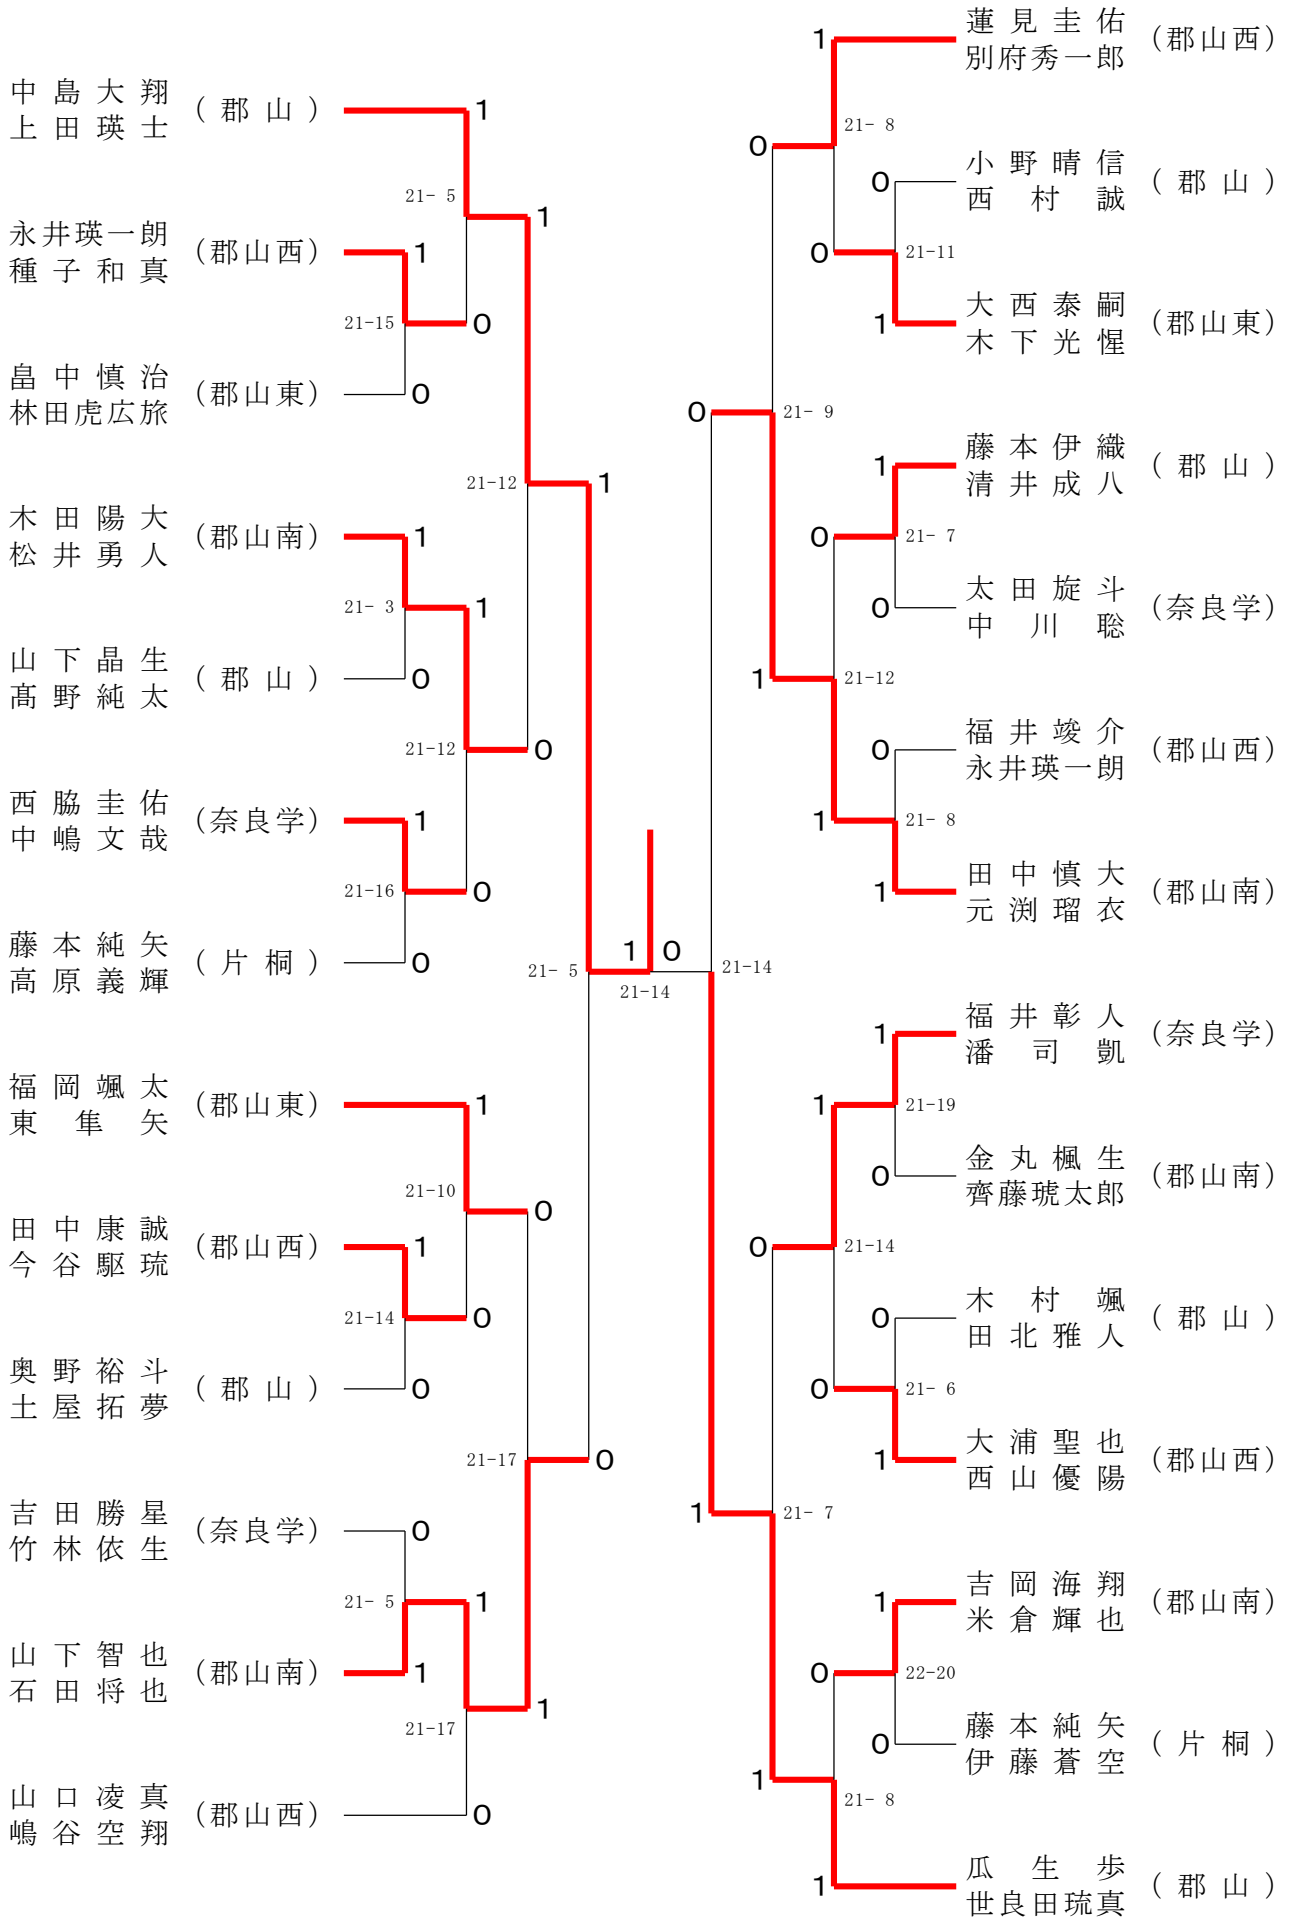 中島大翔
上田瑛士
(郡山)
1
21- 5
1
永井瑛一朗
種子和真
(郡山西)
1
21-15
0
畠中慎治
林田虎広旅
(郡山東)
0
21-12
1
木田陽大
松井勇人
(郡山南)
1
21- 3
1
山下晶生
髙野純太
(郡山)
0
21-12
0
西脇圭佑
中嶋文哉
(奈良学)
1
21-16
0
藤本純矢
高原義輝
(片桐)
0
21- 5
1
0
21-14
福岡颯太
東隼矢
(郡山東)
1
21-10
0
田中康誠
今谷駆琉
(郡山西)
1
21-14
0
奥野裕斗
土屋拓夢
(郡山)
0
21-17
0
吉田勝星
竹林依生
(奈良学)
0
21- 5
1
山下智也
石田将也
(郡山南)
1
21-17
1
山口凌真
嶋谷空翔
(郡山西)
0
1
蓮見圭佑
別府秀一郎
(郡山西)
0
21- 8
0
小野晴信
西村誠
(郡山)
0
21-11
1
大西泰嗣
木下光惺
(郡山東)
0
21- 9
1
藤本伊織
清井成八
(郡山)
0
21- 7
0
太田旋斗
中川聡
(奈良学)
1
21-12
0
福井竣介
永井瑛一朗
(郡山西)
1
21- 8
1
田中慎大
元渕瑠衣
(郡山南)
21-14
1
福井彰人
潘司凱
(奈良学)
1
21-19
0
金丸楓生
齊藤琥太郎
(郡山南)
0
21-14
0
木村颯
田北雅人
(郡山)
0
21- 6
1
大浦聖也
西山優陽
(郡山西)
1
21- 7
1
吉岡海翔
米倉輝也
(郡山南)
0
22-20
0
藤本純矢
伊藤蒼空
(片桐)
1
21- 8
1
瓜生歩
世良田琉真
(郡山)